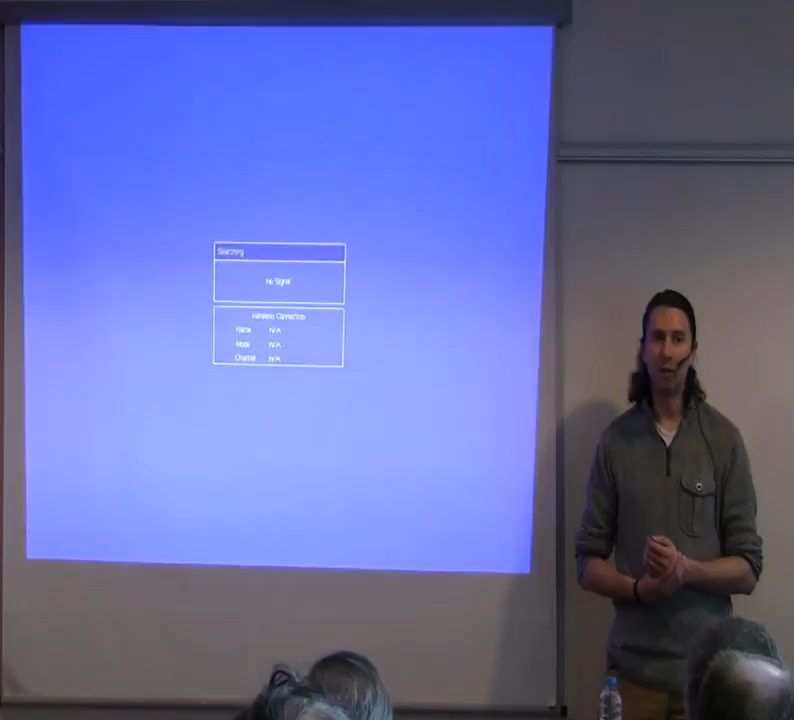 Searching
No Signal
Wireless Connection
Name N/A
Mode N/A
Channel N/A